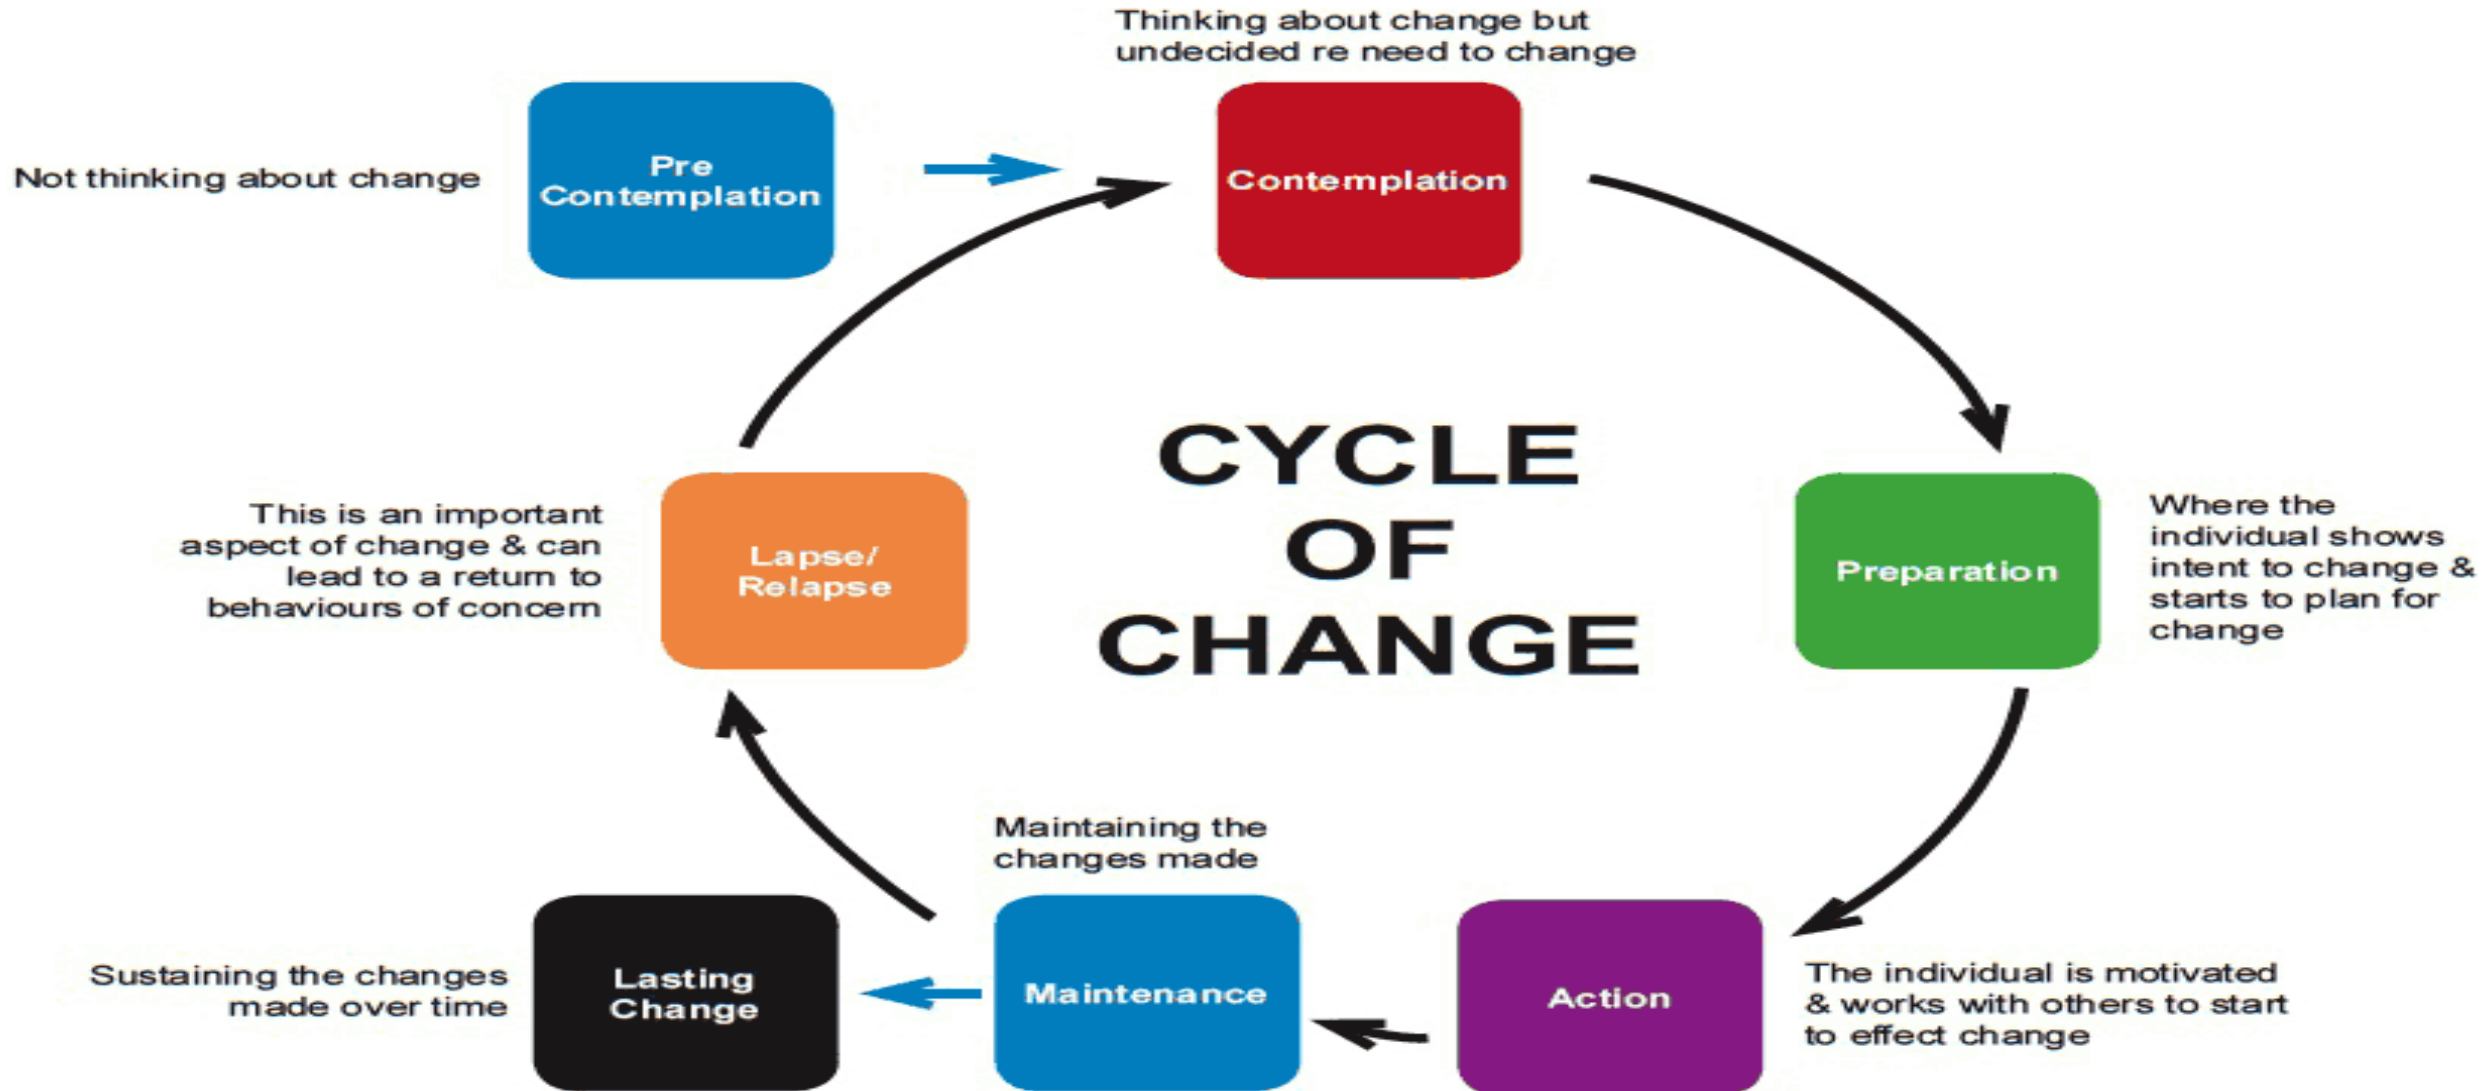 Thinking about change but
undecided re need to change
Not thinking about change
Pre
Contemplation
Contemplation
CYCLE
OF
CHANGE
This is an important
aspect of change & can
lead to a return to
behaviours of concern
Lapse/
Relapse
Preparation
Where the
individual shows
intent to change &
starts to plan for
change
Maintaining the
changes made
Sustaining the changes
made over time
Lasting
Change
Maintenance
Action
The individual is motivated
& works with others to start
to effect change